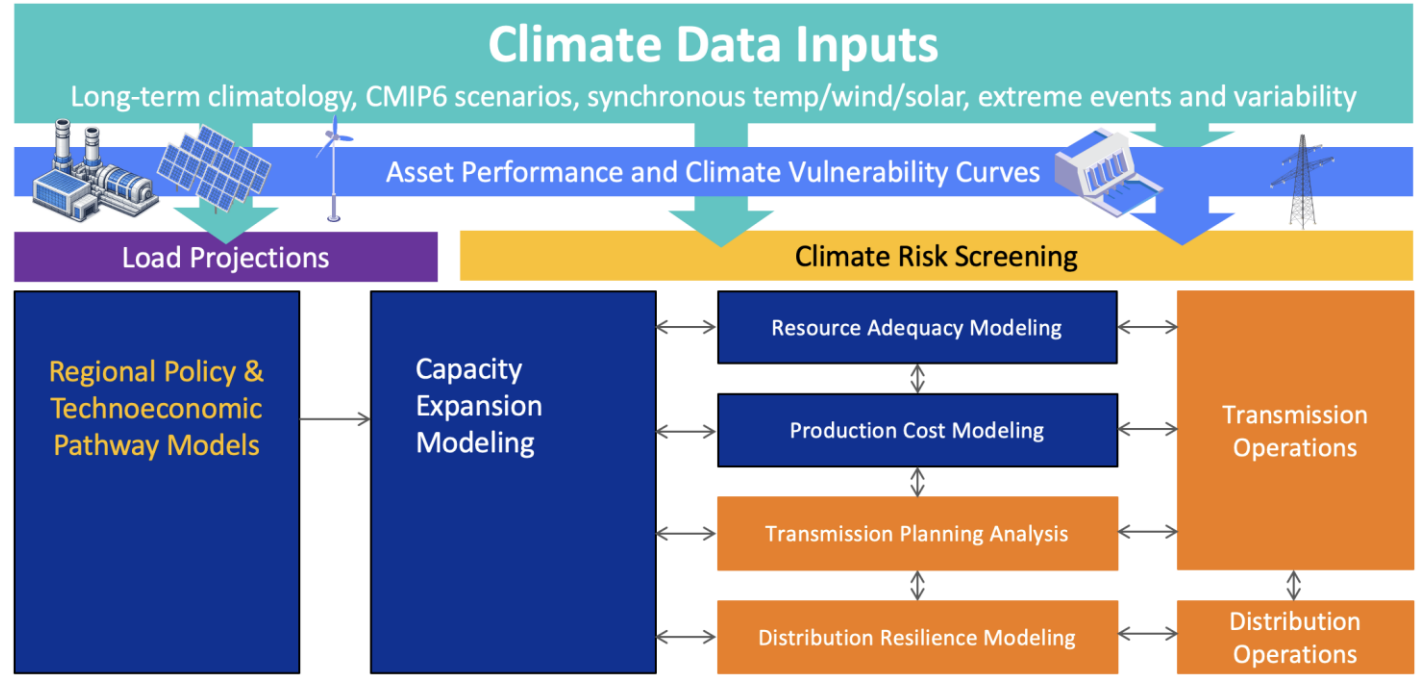 Climate Data Inputs
Long-term climatology, CMIP6 scenarios, synchronous temp/wind/solar, extreme events and variability
Asset Performance and Climate Vulnerability Curves
Load Projections
Climate Risk Screening
Regional Policy &
Technoeconomic
Pathway Models
Capacity
Expansion
Modeling
Resource Adequacy Modeling
Production Cost Modeling
Transmission Planning Analysis
Distribution Resilience Modeling
Transmission
Operations
Distribution
Operations